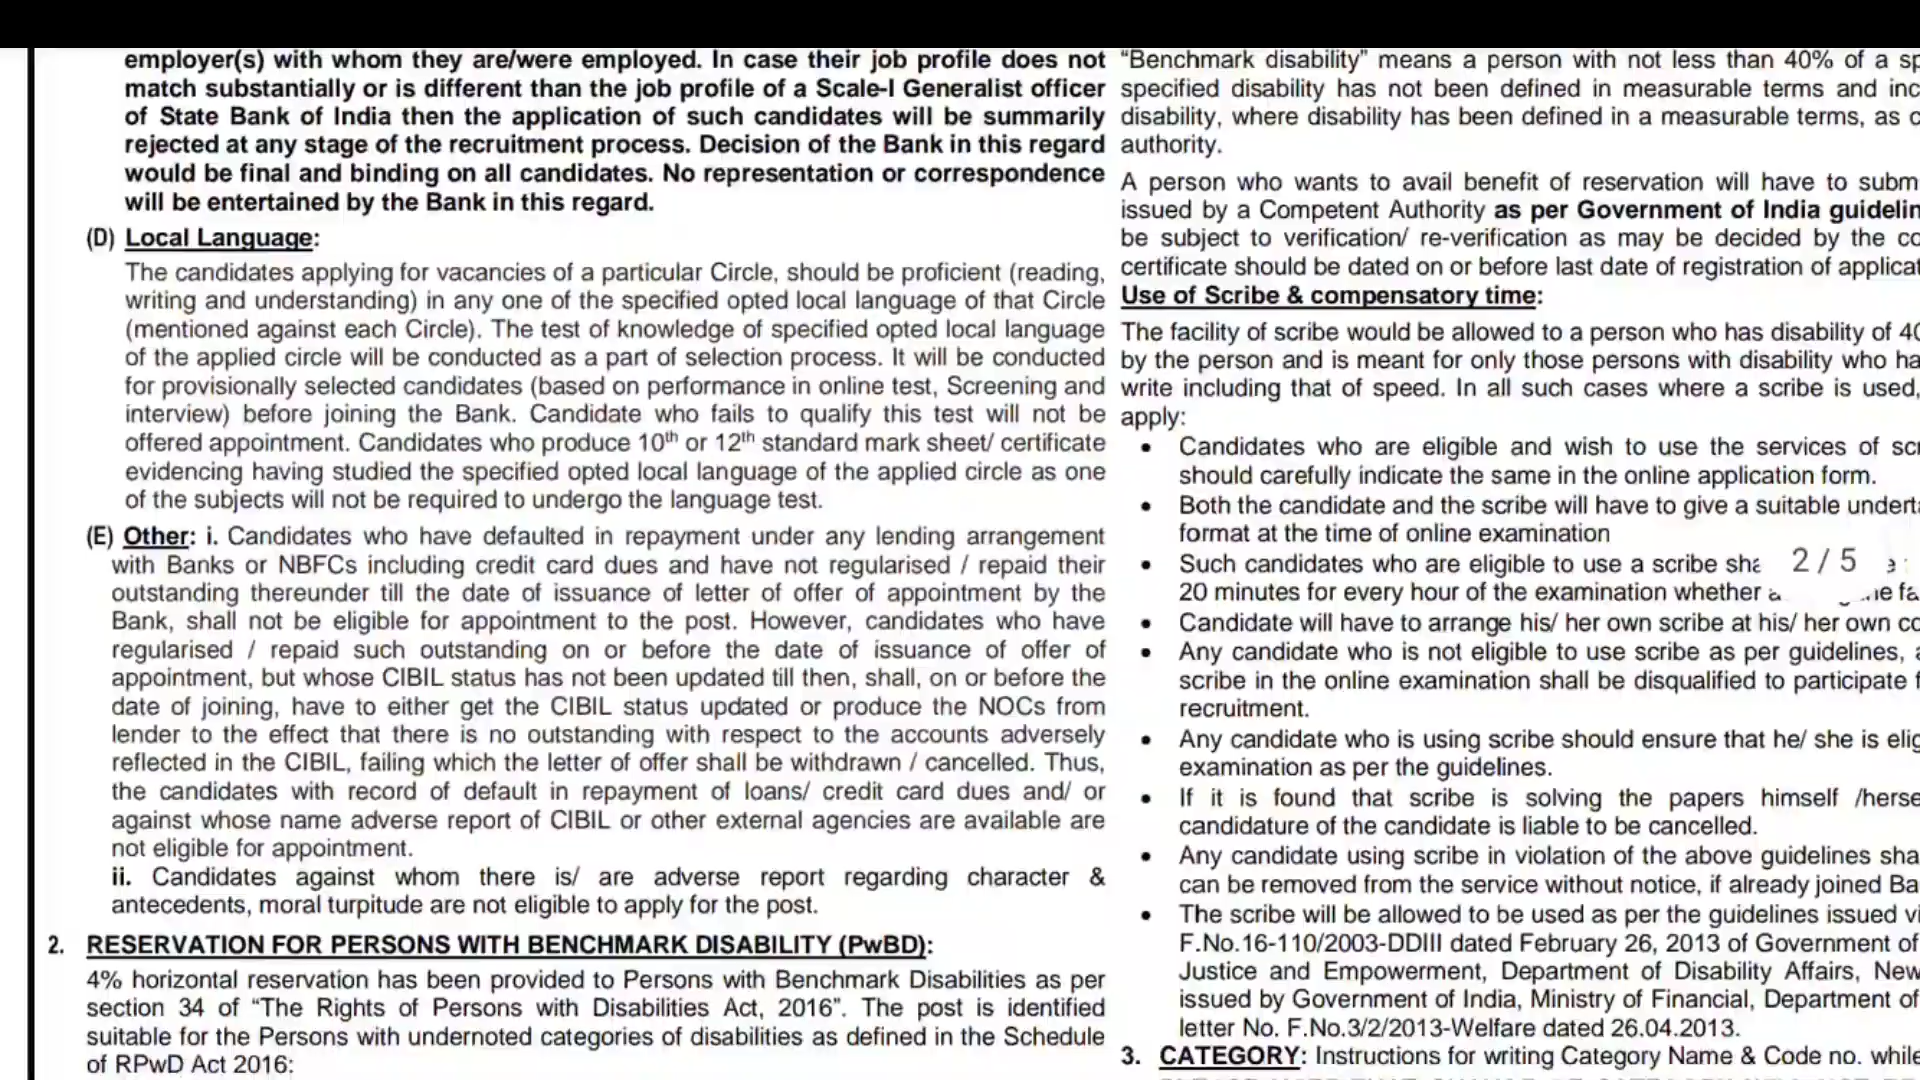 employer(s) with whom they are/were employed. In case their job profile does not
match substantially or is different than the job profile of a Scale-I Generalist officer
of State Bank of India then the application of such candidates will be summarily
rejected at any stage of the recruitment process. Decision of the Bank in this regard
would be final and binding on all candidates. No representation or correspondence
will be entertained by the Bank in this regard.
(D) Local Language:
The candidates applying for vacancies of a particular Circle, should be proficient (reading,
writing and understanding) in any one of the specified opted local language of that Circle
(mentioned against each Circle). The test of knowledge of specified opted local language
of the applied circle will be conducted as a part of selection process. It will be conducted
for provisionally selected candidates (based on performance in online test, Screening and
interview) before joining the Bank. Candidate who fails to qualify this test will not be
offered appointment. Candidates who produce 10th or 12th standard mark sheet/ certificate
evidencing having studied the specified opted local language of the applied circle as one
of the subjects will not be required to undergo the language test.
(E) Other: i. Candidates who have defaulted in repayment under any lending arrangement
with Banks or NBFCs including credit card dues and have not regularised / repaid their
outstanding thereunder till the date of issuance of letter of offer of appointment by the
Bank, shall not be eligible for appointment to the post. However, candidates who have
regularised / repaid such outstanding on or before the date of issuance of offer of
appointment, but whose CIBIL status has not been updated till then, shall, on or before the
date of joining, have to either get the CIBIL status updated or produce the NOCs from
lender to the effect that there is no outstanding with respect to the accounts adversely
reflected in the CIBIL, failing which the letter of offer shall be withdrawn / cancelled. Thus,
the candidates with record of default in repayment of loans/ credit card dues and/ or
against whose name adverse report of CIBIL or other external agencies are available are
not eligible for appointment.
ii. Candidates against whom there is/ are adverse report regarding character &
antecedents, moral turpitude are not eligible to apply for the post.
2. RESERVATION FOR PERSONS WITH BENCHMARK DISABILITY (PwBD):
4% horizontal reservation has been provided to Persons with Benchmark Disabilities as per
section 34 of “The Rights of Persons with Disabilities Act, 2016”. The post is identified
suitable for the Persons with undernoted categories of disabilities as defined in the Schedule
of RPwD Act 2016:
“Benchmark disability” means a person with not less than 40% of a
specified disability has not been defined in measurable terms and
disability, where disability has been defined in a measurable terms, as
authority.
A person who wants to avail benefit of reservation will have to
issued by a Competent Authority as per Government of India
be subject to verification/ re-verification as may be decided by the
certificate should be dated on or before last date of registration of
Use of Scribe & compensatory time:
The facility of scribe would be allowed to a person who has disability of
by the person and is meant for only those persons with disability who
write including that of speed. In all such cases where a scribe is used,
apply:
• Candidates who are eligible and wish to use the services of
should carefully indicate the same in the online application form.
• Both the candidate and the scribe will have to give a suitable
format at the time of online examination
• Such candidates who are eligible to use a scribe
2 / 5
20 minutes for every hour of the examination whether
• Candidate will have to arrange his/ her own scribe at his/ her own
• Any candidate who is not eligible to use scribe as per guidelines,
scribe in the online examination shall be disqualified to participate
recruitment.
• Any candidate who is using scribe should ensure that he/ she is
examination as per the guidelines.
• If it is found that scribe is solving the papers himself
candidature of the candidate is liable to be cancelled.
• Any candidate using scribe in violation of the above guidelines
can be removed from the service without notice, if already joined
• The scribe will be allowed to be used as per the guidelines issued
F.No.16-110/2003-DDIII dated February 26, 2013 of Government of
Justice and Empowerment, Department of Disability Affairs,
issued by Government of India, Ministry of Financial, Department of
letter No. F.No.3/2/2013-Welfare dated 26.04.2013.
3. CATEGORY: Instructions for writing Category Name & Code no. while